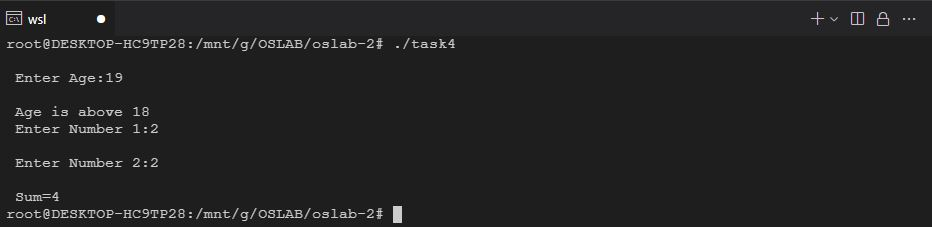 wsl
root@DESKTOP-HC9TP28:/mnt/g/OSLAB/oslab-2# ./task4
Enter Age:19
Age is above 18
Enter Number 1:2
Enter Number 2:2
Sum=4
root@DESKTOP-HC9TP28:/mnt/g/OSLAB/oslab-2#